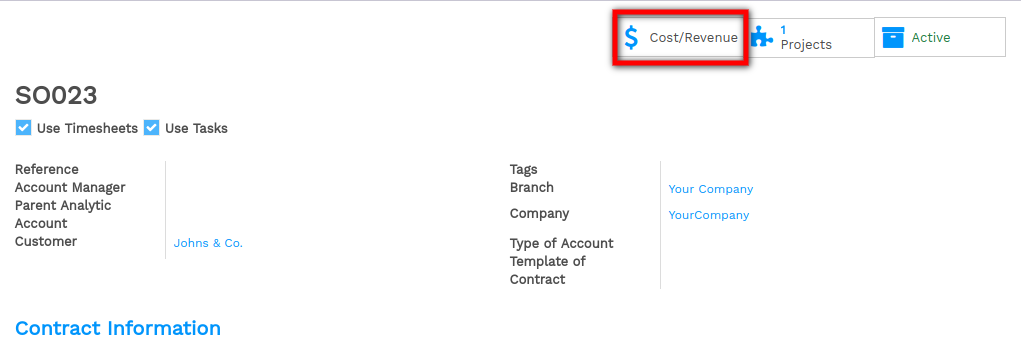 Cost/Revenue
1
Projects
Active
SO023
Use Timesheets Use Tasks
Reference
Account Manager
Parent Analytic
Account
Customer Johns & Co.
Tags
Branch Your Company
Company YourCompany
Type of Account
Template of
Contract
Contract Information